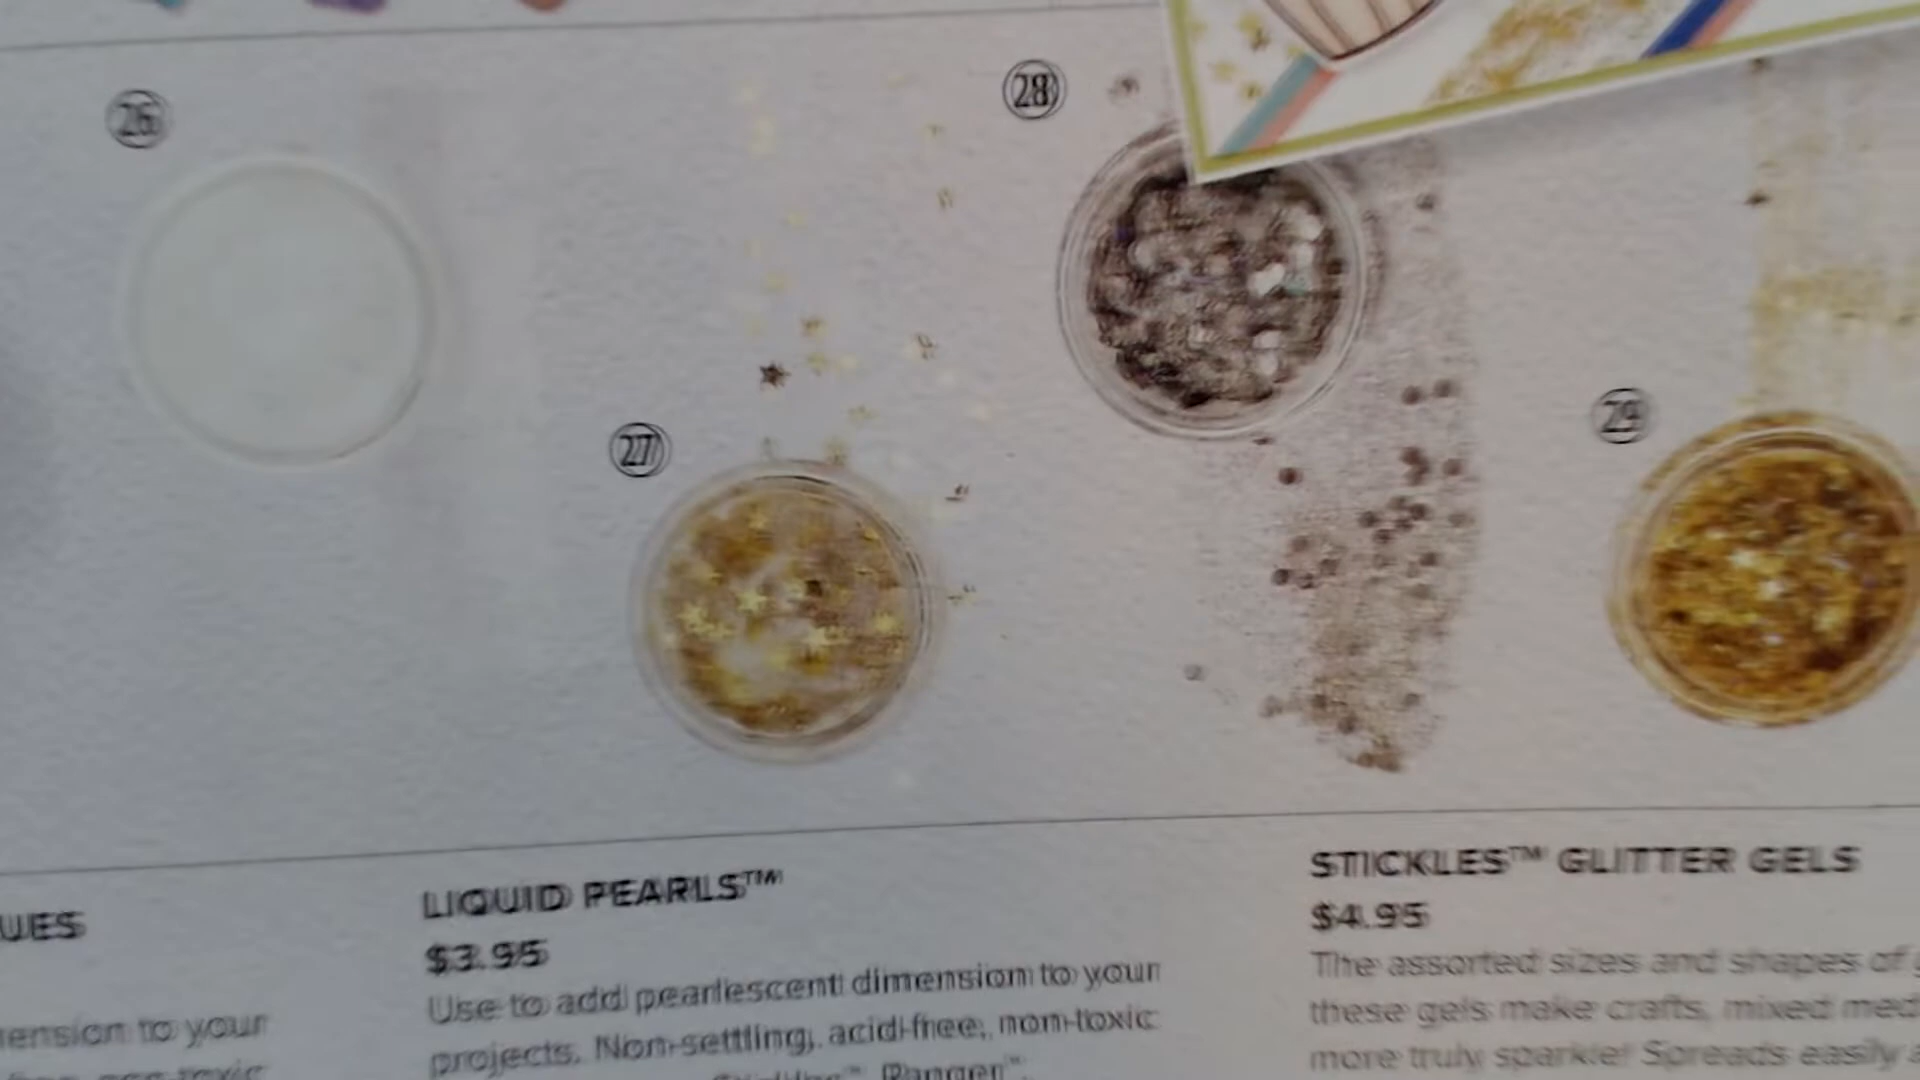 26
28
27
29
UES
LIQUID PEARLS™
$3.95
Use to add pearlescent dimension to your
projects. Non-settling, acid-free, non-toxic
Ranger™
STICKLES™ GLITTER GELS
$4.95
The assorted sizes and shapes of
these gels make crafts, mixed med
more truly sparkle! Spreads easily
ension to your